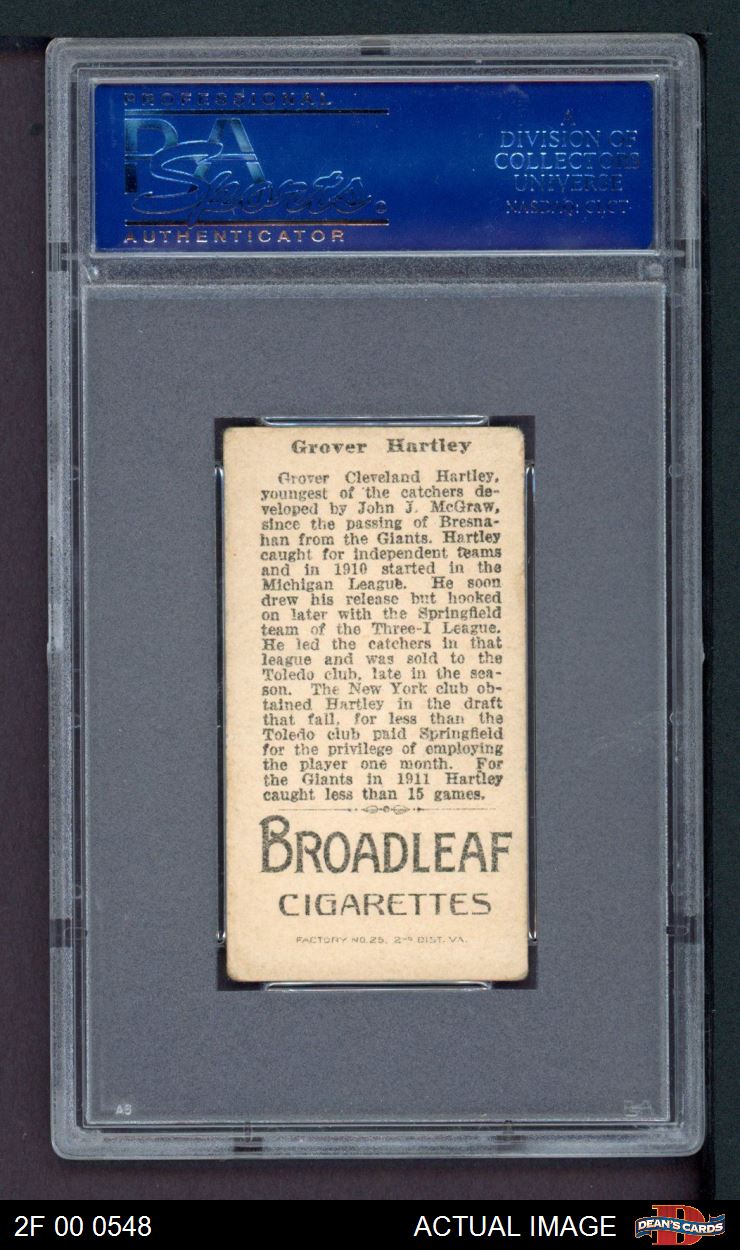 PROFESSIONAL
PSA
Sports
AUTHENTICATOR
A
DIVISION OF
COLLECTORS
UNIVERSE
NASDAQ: CLCT
Grover Hartley
Grover Cleveland Hartley,
youngest of the catchers de-
veloped by John J. McGraw,
since the passing of Bresna-
han from the Giants. Hartley
caught for independent teams
and in 1910 started in the
Michigan League. He soon
drew his release but hooked
on later with the Springfield
team of the Three-I League.
He led the catchers in that
league and was sold to the
Toledo club, late in the sea-
son. The New York club ob-
tained Hartley in the draft
that fall, for less than the
Toledo club paid Springfield
for the privilege of employing
the player one month. For
the Giants in 1911 Hartley
caught less than 15 games.
BROADLEAF
CIGARETTES
FACTORY NO. 25, 2ND DIST. VA.
A6
PSA
2F 00 0548
ACTUAL IMAGE
D
DEAN'S CARDS